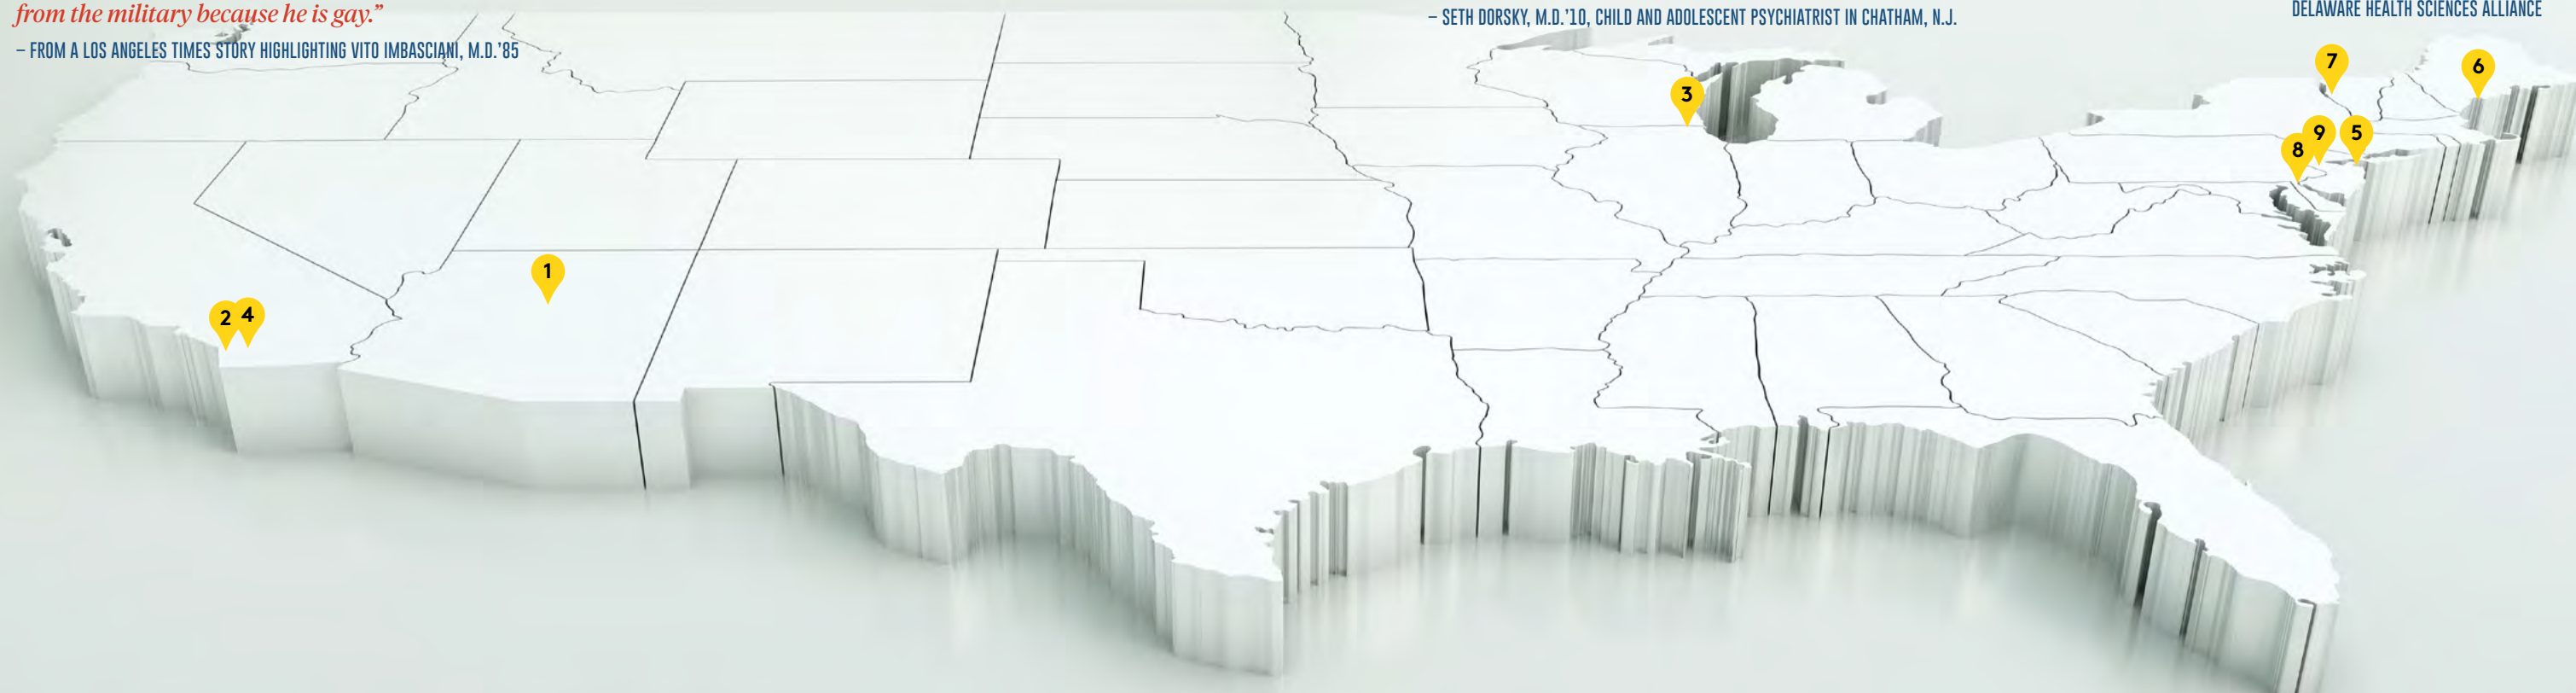 from the military because he is gay.”
– FROM A LOS ANGELES TIMES STORY HIGHLIGHTING VITO IMBASCIANI, M.D.’85
– SETH DORSKY, M.D.’10, CHILD AND ADOLESCENT PSYCHIATRIST IN CHATHAM, N.J.
DELAWARE HEALTH SCIENCES ALLIANCE
7
6
3
9
5
8
1
2
4